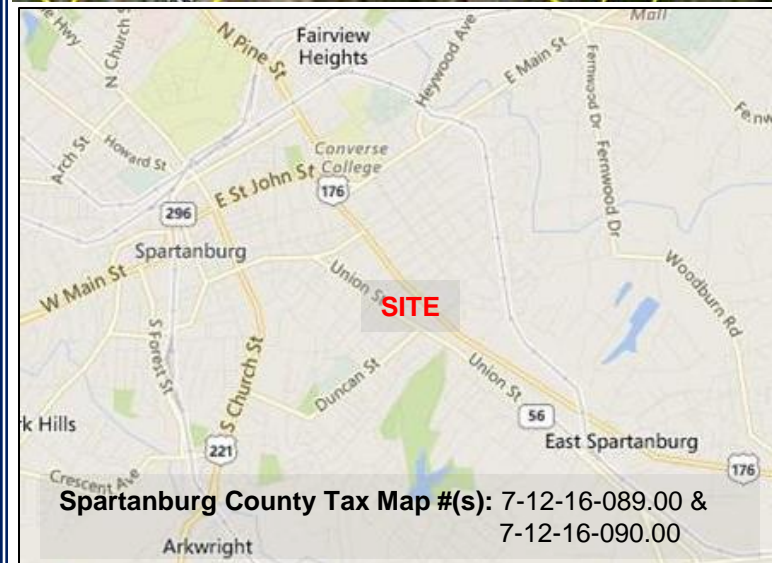 Mall
N Church St
N Pine St
Fairview
Heights
Heywood Ave
E Main St
Fernwood Dr
Fernwood Dr
Arch St
Howard St
Converse
College
E St John St
176
296
Spartanburg
W Main St
Union St
SITE
Woodburn Rd
S Forest St
S Church St
Duncan St
Union St
56
East Spartanburg
221
176
Crescent Ave
Spartanburg County Tax Map #(s): 7-12-16-089.00 &
7-12-16-090.00
Arkwright